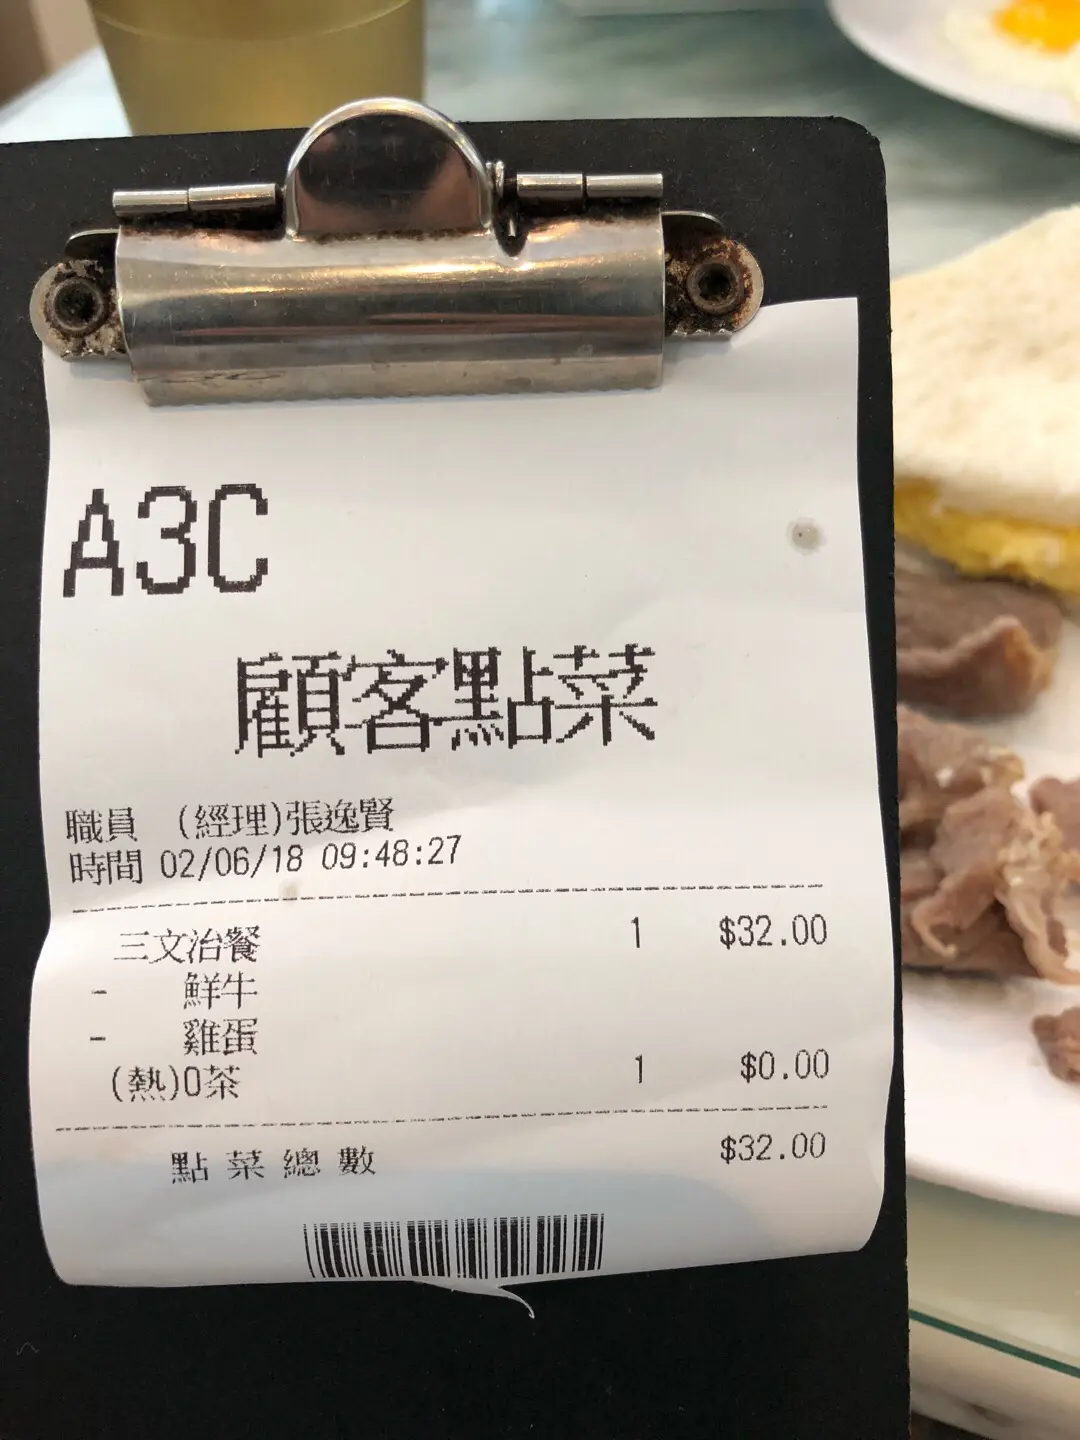 A3C
顧客點菜
職員 (經理)張逸賢
時間 02/06/18 09:48:27
三文治餐 1 $32.00
- 鮮牛
- 雞蛋
(熱)0茶 1 $0.00
點菜總數 $32.00